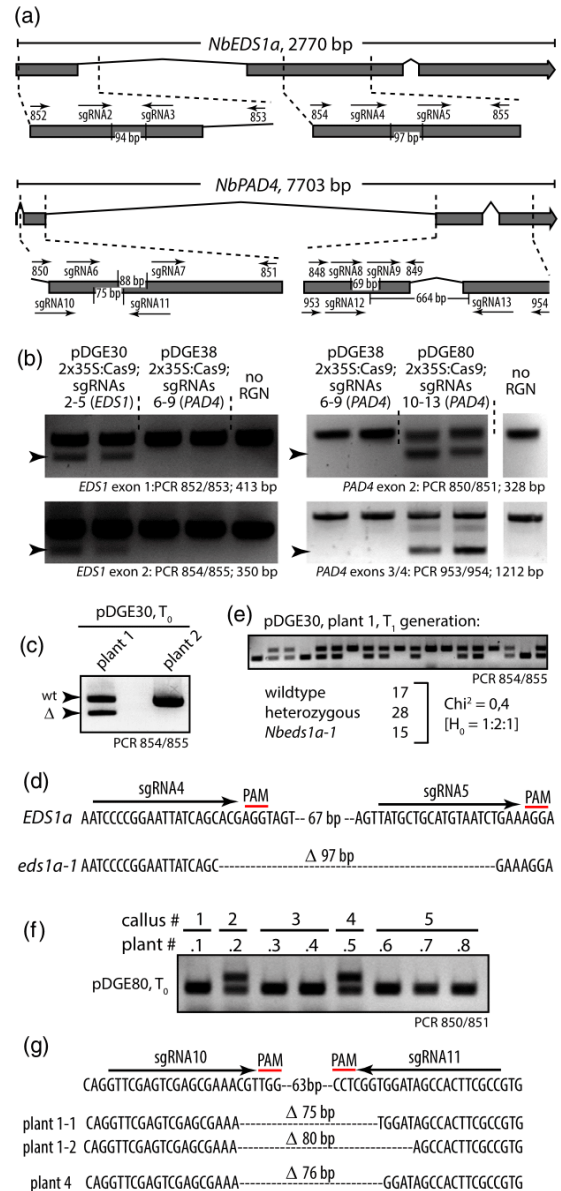 (a)
NbEDS1a, 2770 bp
852 sgRNA2 sgRNA3 853 854 sgRNA4 sgRNA5 855
94 bp 97 bp
NbPAD4, 7703 bp
850 sgRNA6 sgRNA7 851 848 sgRNA8 sgRNA9 849
88 bp 69 bp
75 bp 664 bp
sgRNA10 sgRNA11 953 sgRNA12 sgRNA13 954
(b)
pDGE30
2x35S:Cas9;
sgRNAs
2-5 (EDS1)
pDGE38
2x35S:Cas9;
sgRNAs
6-9 (PAD4)
no
RGN
pDGE38
2x35S:Cas9;
sgRNAs
6-9 (PAD4)
pDGE80
2x35S:Cas9;
sgRNAs
10-13 (PAD4)
no
RGN
EDS1 exon 1:PCR 852/853; 413 bp
PAD4 exon 2: PCR 850/851; 328 bp
EDS1 exon 2: PCR 854/855; 350 bp
PAD4 exons 3/4: PCR 953/954; 1212 bp
(c)
pDGE30, T0
plant 1
plant 2
wt
Δ
PCR 854/855
(e)
pDGE30, plant 1, T1 generation:
PCR 854/855
wildtype 17
heterozygous 28
Nbeds1a-1 15
Chi² = 0,4
[H0 = 1:2:1]
(d)
sgRNA4 PAM sgRNA5 PAM
EDS1a AATCCCCGGAATTATCAGCACGAGGTAGT-- 67 bp --AGTTATGCTGCATGTAATCTGAAAGGA
Δ 97 bp
eds1a-1 AATCCCCGGAATTATCAGC------------------------------------GAAAGGA
(f)
callus # 1 2 3 4 5
plant # .1 .2 .3 .4 .5 .6 .7 .8
pDGE80, T0
PCR 850/851
(g)
sgRNA10 PAM PAM sgRNA11
CAGGTTCGAGTCGAGCGAAACGTTGG--63bp--CCTCGGTGGATAGCCACTTCGCCGTG
Δ 75 bp
plant 1-1 CAGGTTCGAGTCGAGCGAAA---------------------TGGATAGCCACTTCGCCGTG
Δ 80 bp
plant 1-2 CAGGTTCGAGTCGAGCGAAA--------------------------AGCCACTTCGCCGTG
Δ 76 bp
plant 4 CAGGTTCGAGTCGAGCGAAA----------------------GGATAGCCACTTCGCCGTG